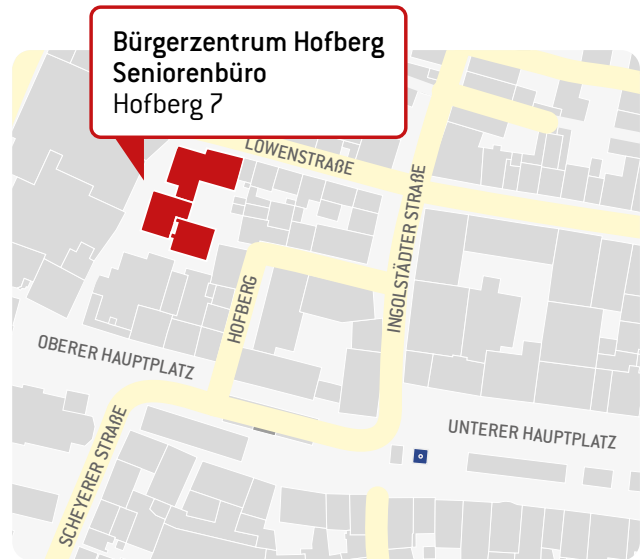 Bürgerzentrum Hofberg
Seniorenbüro
Hofberg 7
LÖWENSTRAßE
INGOLSTÄDTER STRAßE
HOFBERG
OBERER HAUPTPLATZ
SCHEYERER STRAßE
UNTERER HAUPTPLATZ